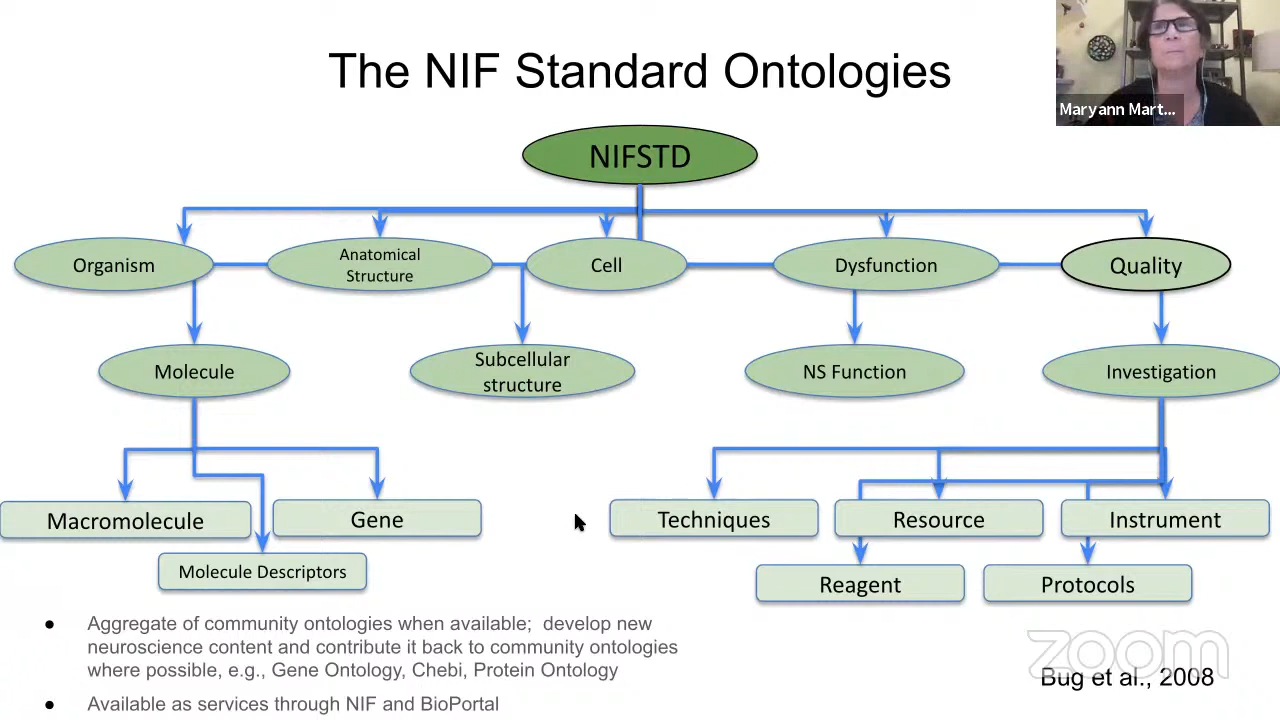 The NIF Standard Ontologies
Maryann Mart...
NIFSTD
Organism
Anatomical
Structure
Cell
Dysfunction
Quality
Molecule
Subcellular
structure
NS Function
Investigation
Macromolecule
Gene
Techniques
Resource
Instrument
Molecule Descriptors
Reagent
Protocols
● Aggregate of community ontologies when available; develop new
neuroscience content and contribute it back to community ontologies
where possible, e.g., Gene Ontology, Chebi, Protein Ontology
● Available as services through NIF and BioPortal
zoom
Bug et al., 2008